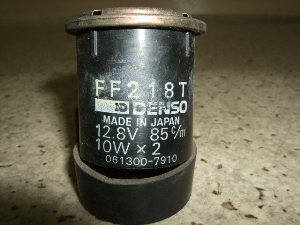 FF218T
DENSO
MADE IN JAPAN
12.8V 85c/m
10W × 2
061300-7910